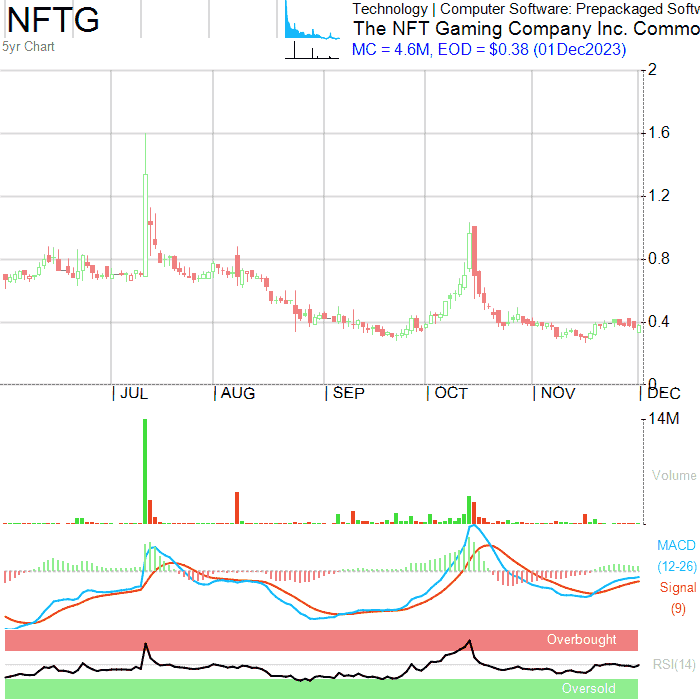 NFTG
Technology | Computer Software: Prepackaged Softw
The NFT Gaming Company Inc. Commo
5yr Chart
MC = 4.6M, EOD = $0.38 (01Dec2023)
2
1.6
1.2
0.8
0.4
0
JUL AUG SEP OCT NOV DEC
14M
Volume
MACD
(12-26)
Signal
(9)
Overbought
RSI(14)
Oversold